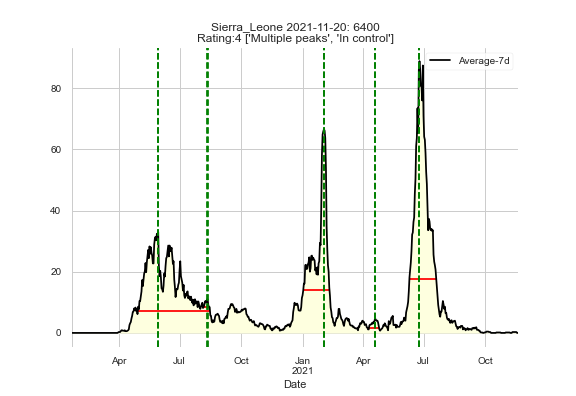 Sierra_Leone 2021-11-20: 6400
Rating:4 ['Multiple peaks', 'In control']
Average-7d
80
60
40
20
0
Apr Jul Oct Jan Apr Jul Oct
2021
Date